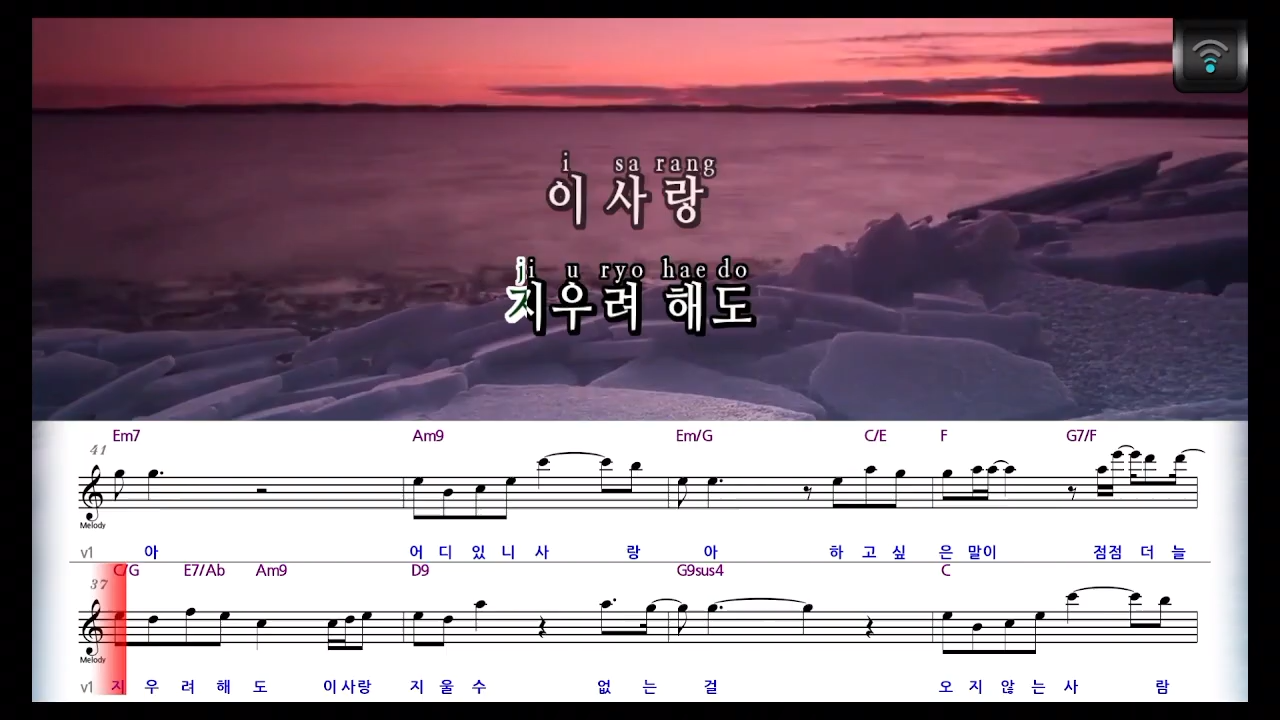 i sa rang
이 사 랑
ji u ryo hae do
지우려 해도
Em7 Am9 Em/G C/E F G7/F
41
Melody
v1 아 어 디 있 니 사 랑 아 하 고 싶 은 말이 점점 더 늘
C/G E7/Ab Am9 D9 G9sus4 C
37
Melody
v1 지 우 려 해 도 이 사랑 지 울 수 없 는 걸 오 지 않 는 사 람